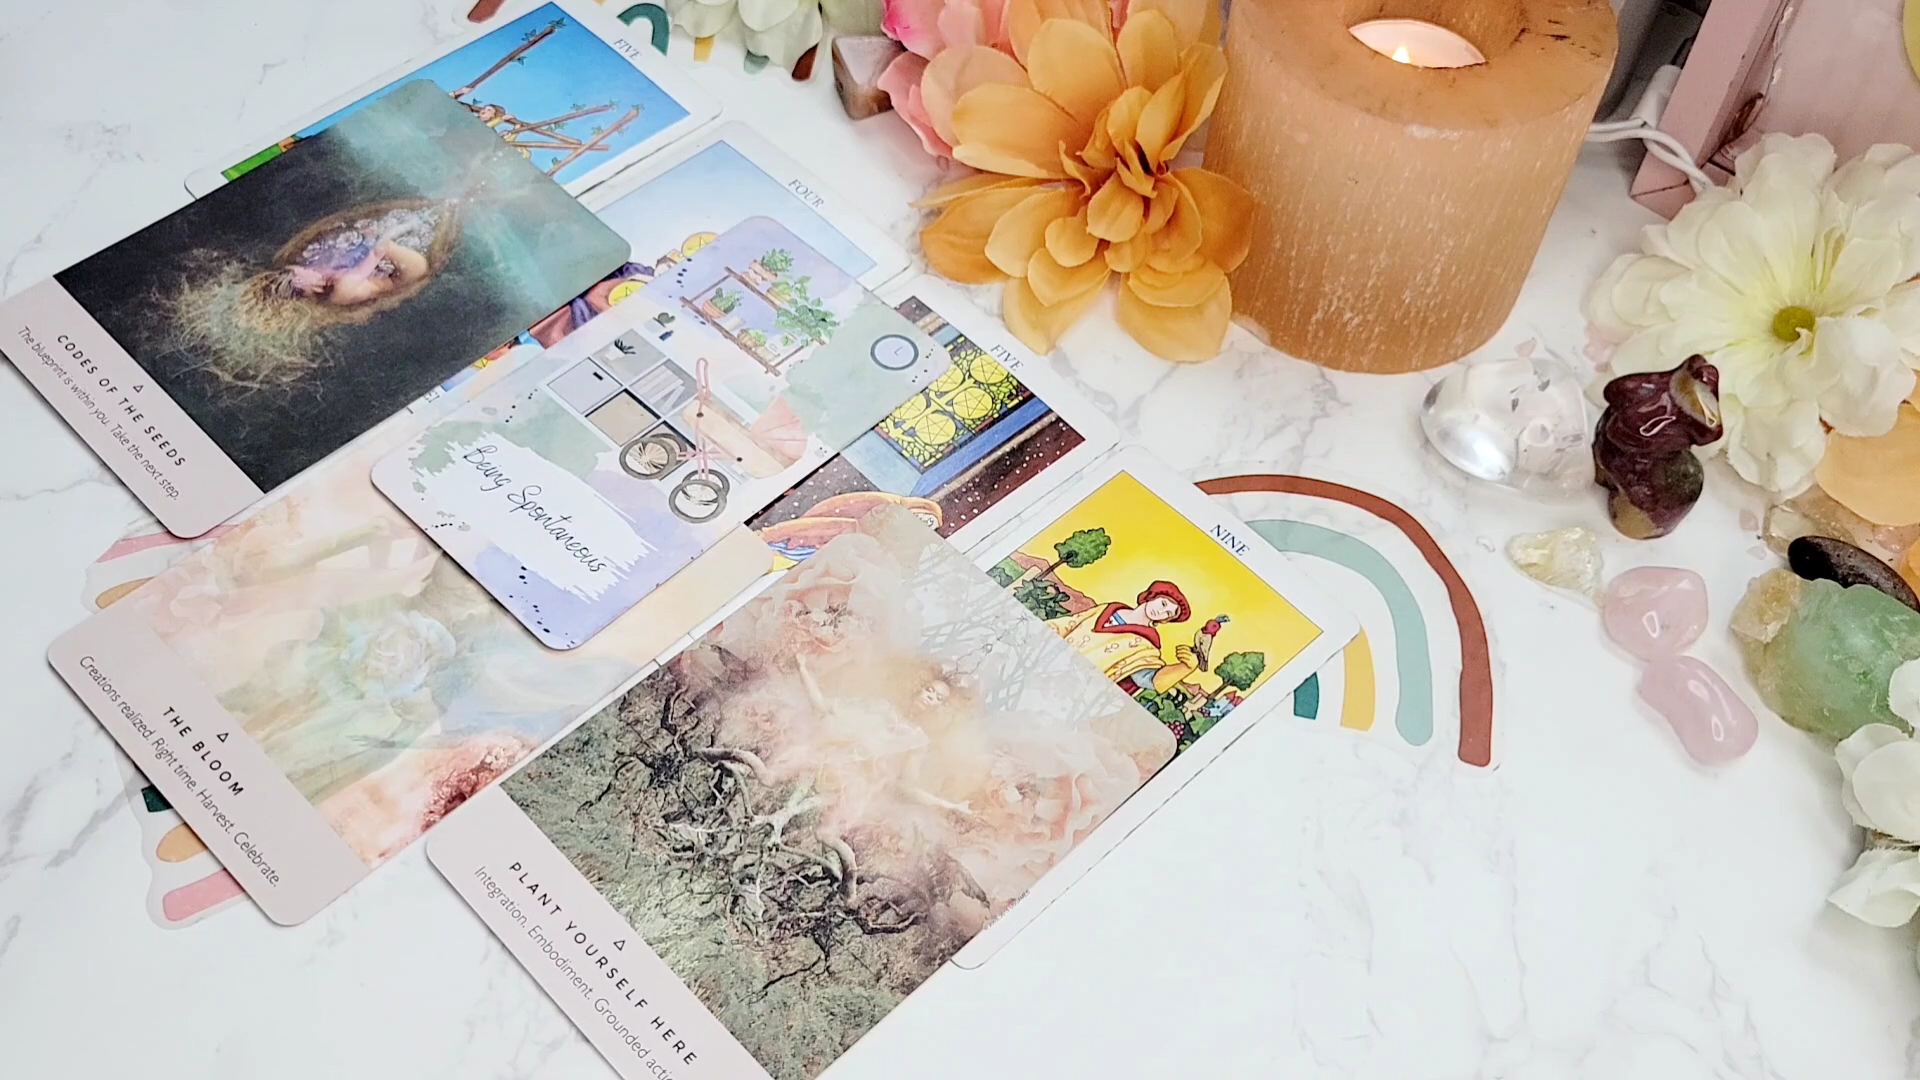 FIVE
FOUR
FIVE
NINE
CODES OF THE SEEDS
The blueprint is within you. Take the next step.
Being Spontaneous
THE BLOOM
Creations realized. Right time. Harvest. Celebrate.
PLANT YOURSELF HERE
Integration. Embodiment. Grounded